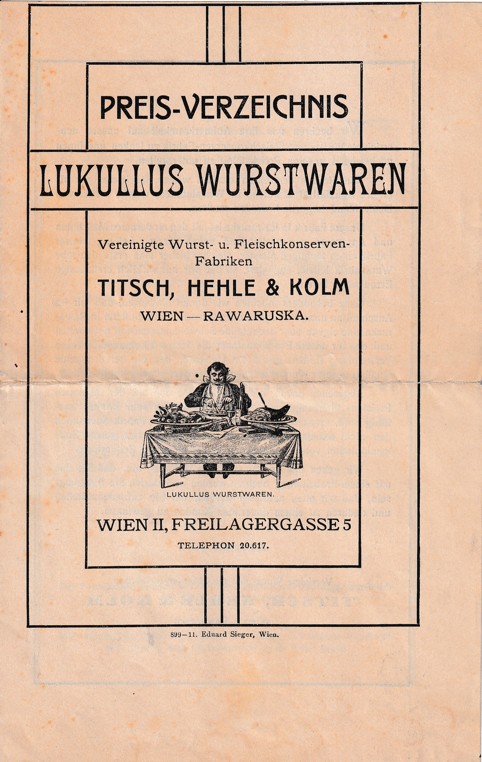 PREIS-VERZEICHNIS
LUKULLUS WURSTWAREN
Vereinigte Wurst- u. Fleischkonserven-
Fabriken
TITSCH, HEHLE & KOLM
WIEN — RAWARUSKA.
LUKULLUS WURSTWAREN.
WIEN II, FREILAGERGASSE 5
TELEPHON 20.617.
899—11. Eduard Sieger, Wien.